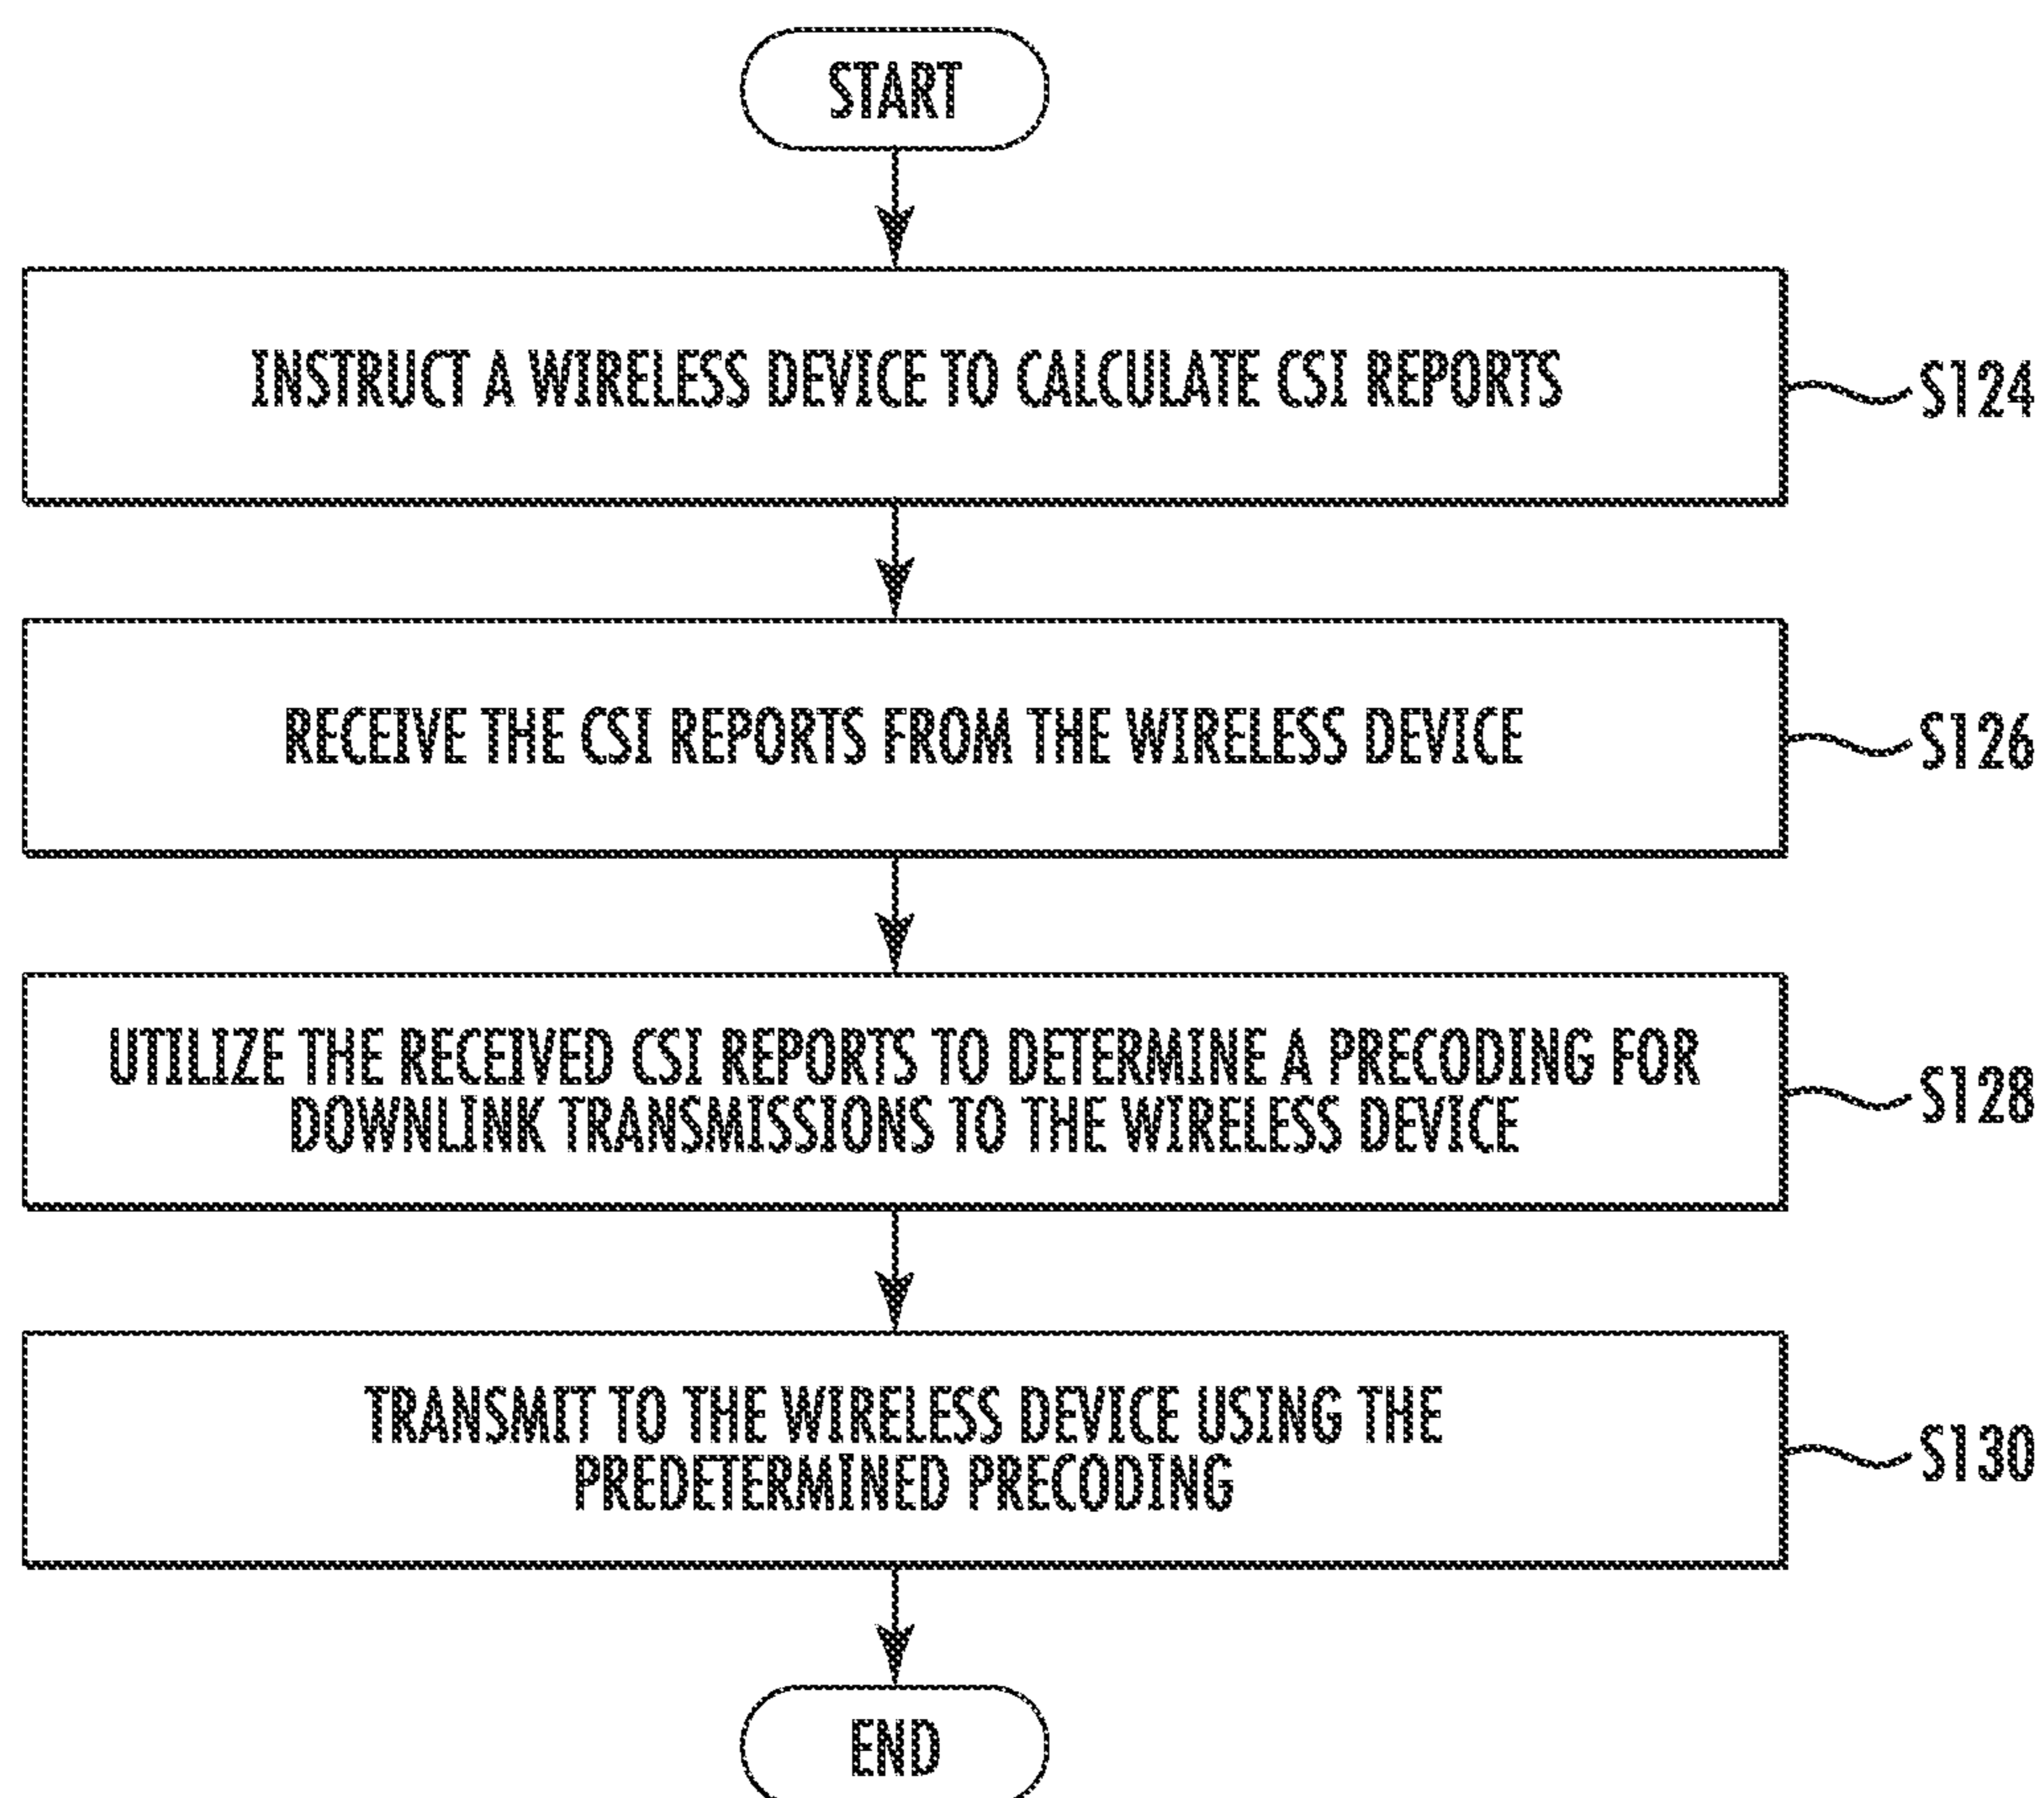 START
INSTRUCT A WIRELESS DEVICE TO CALCULATE CSI REPORTS
S124
RECEIVE THE CSI REPORTS FROM THE WIRELESS DEVICE
S126
UTILIZE THE RECEIVED CSI REPORTS TO DETERMINE A PRECODING FOR
DOWNLINK TRANSMISSIONS TO THE WIRELESS DEVICE
S128
TRANSMIT TO THE WIRELESS DEVICE USING THE
PREDETERMINED PRECODING
S130
END